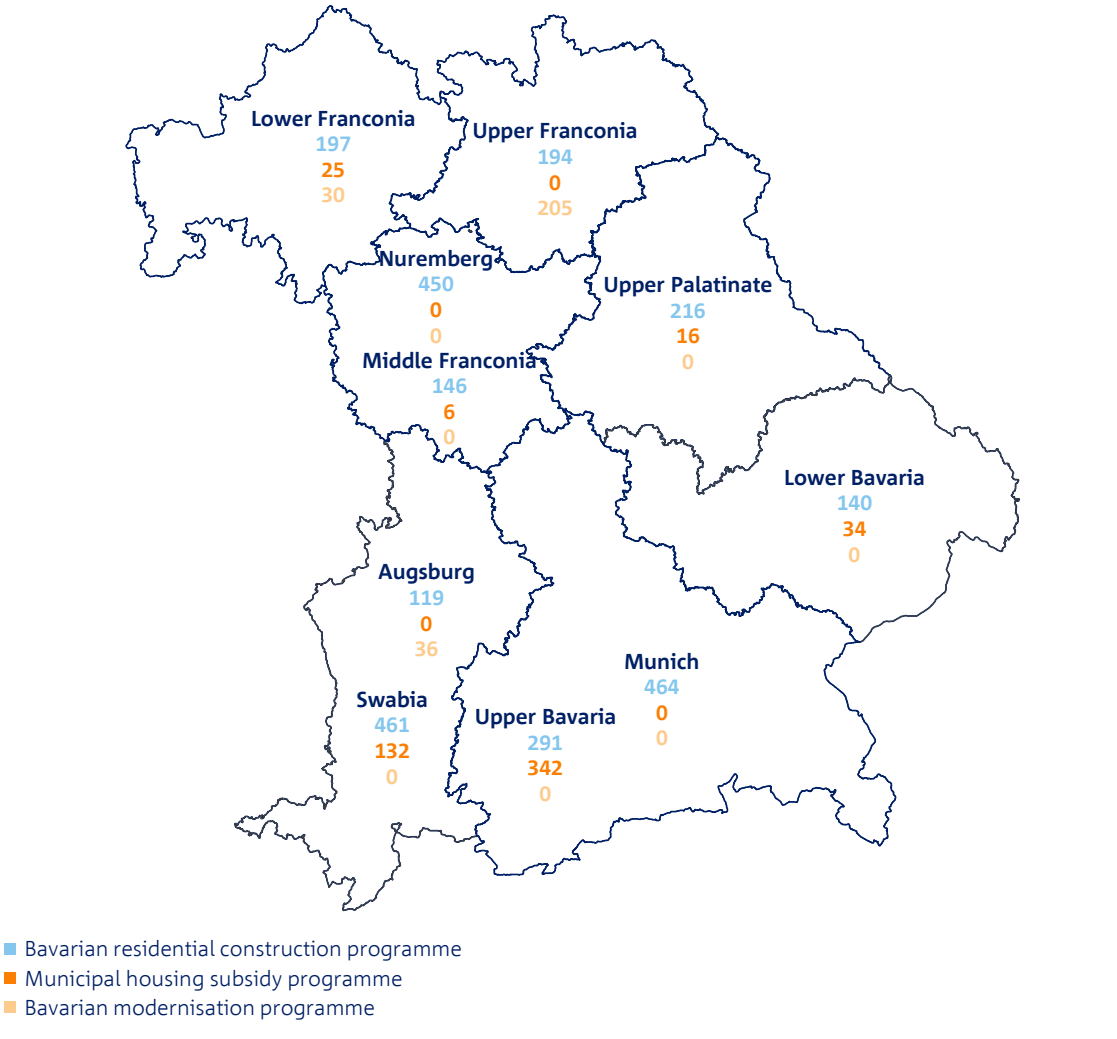 Lower Franconia
197
25
30
Upper Franconia
194
0
205
Nuremberg
450
0
0
Upper Palatinate
216
16
0
Middle Franconia
146
6
0
Lower Bavaria
140
34
0
Augsburg
119
0
36
Munich
464
0
0
Swabia
461
132
0
Upper Bavaria
291
342
0
Bavarian residential construction programme
Municipal housing subsidy programme
Bavarian modernisation programme